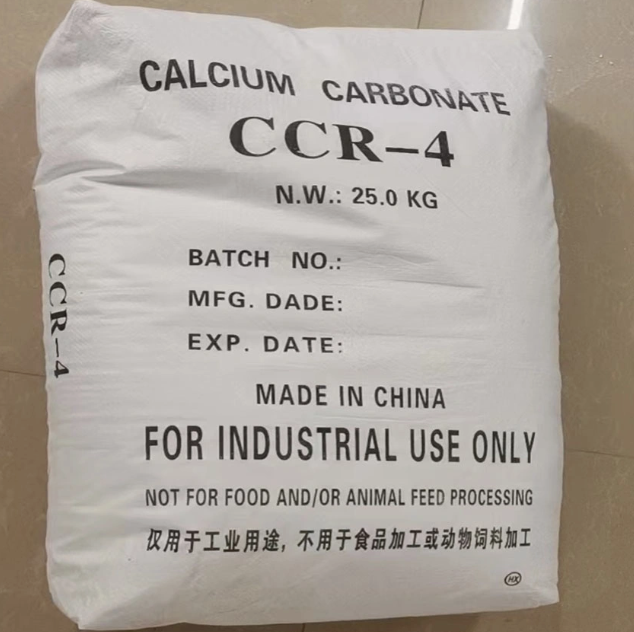 CALCIUM CARBONATE
CCR-4
N.W.: 25.0 KG
BATCH NO.:
MFG. DADE:
EXP. DATE:
MADE IN CHINA
FOR INDUSTRIAL USE ONLY
NOT FOR FOOD AND/OR ANIMAL FEED PROCESSING
仅用于工业用途，不用于食品加工或动物饲料加工
HX
CCR-4